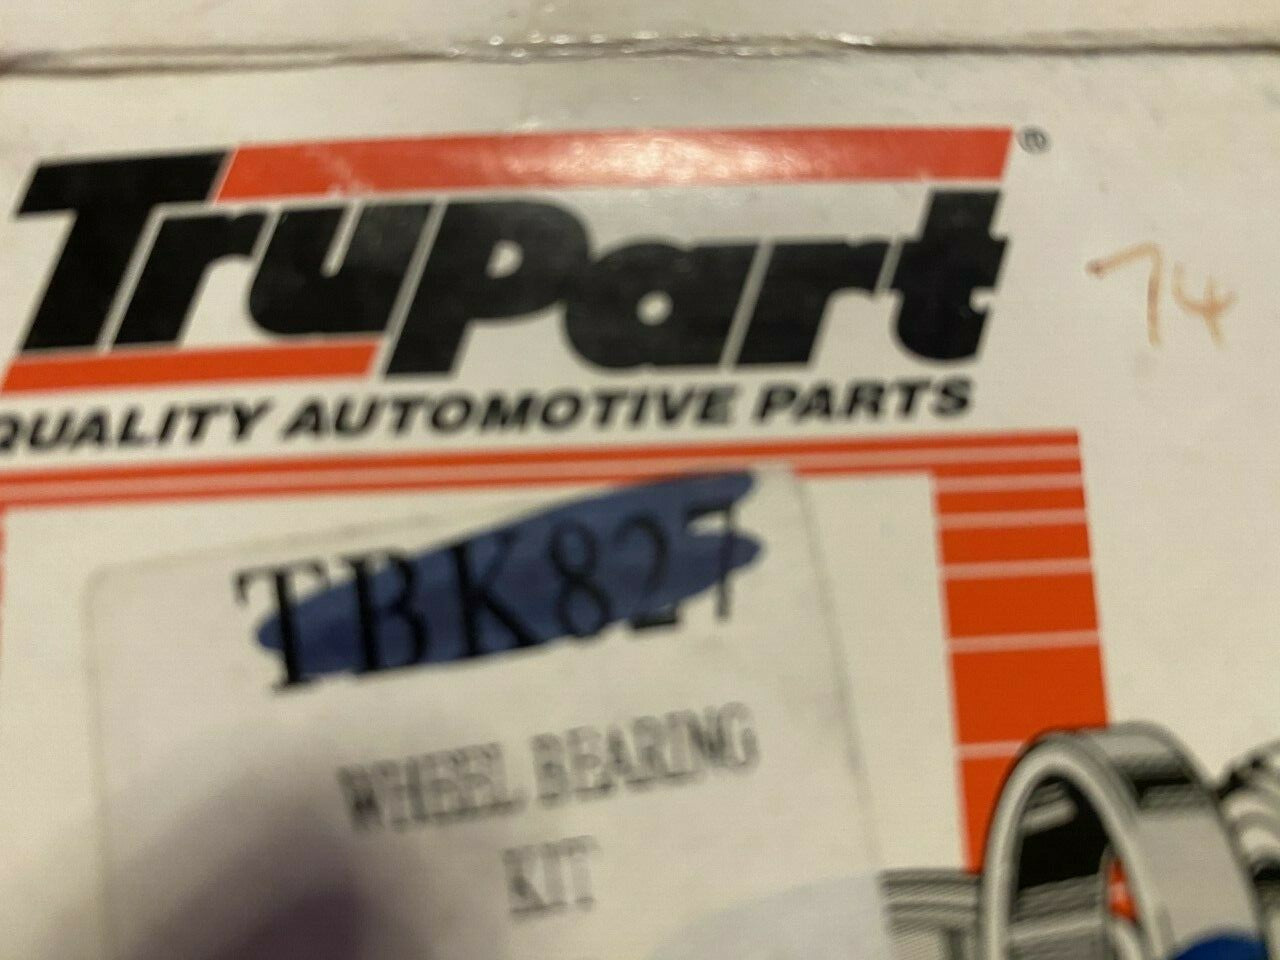 TruPart®
74
QUALITY AUTOMOTIVE PARTS
TBK827
WHEEL BEARING
KIT